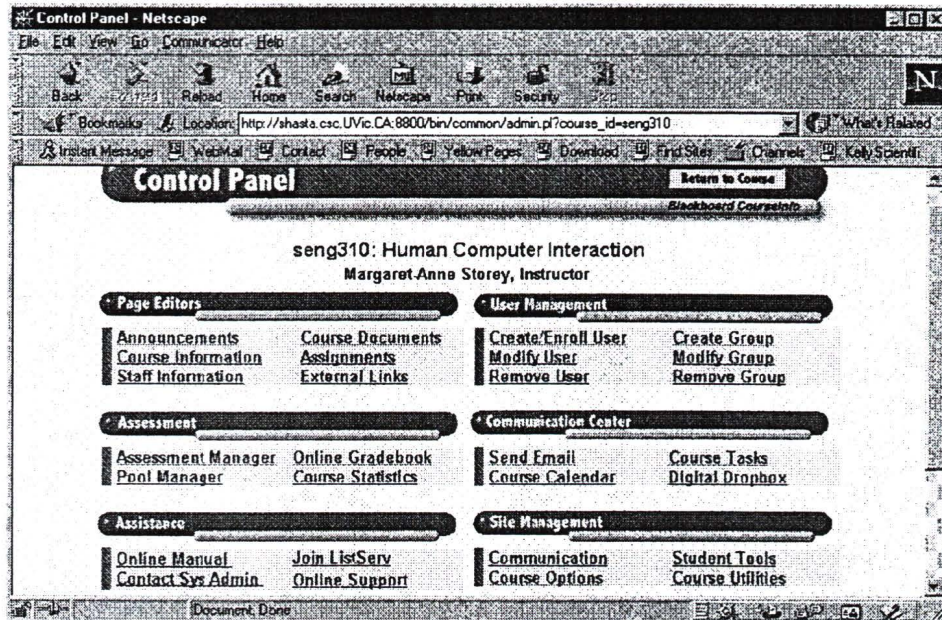 Control Panel - Netscape
File Edit View Go Communicator Help
Back Reload Home Search Netscape Print Security Stop
Bookmarks Location: http://shasta.csc.UVic.CA:8800/bin/common/admin.pl?course_id=seng310 What's Related
Instant Message WebMail Contact People Yellow Pages Download Find Sites Channels Kelly Scientifi
Control Panel
Return to Course
Blackboard CourseInfo
seng310: Human Computer Interaction
Margaret-Anne Storey, Instructor
Page Editors User Management
Announcements Course Documents Create/Enroll User Create Group
Course Information Assignments Modify User Modify Group
Staff Information External Links Remove User Remove Group
Assessment Communication Center
Assessment Manager Online Gradebook Send Email Course Tasks
Pool Manager Course Statistics Course Calendar Digital Dropbox
Assistance Site Management
Online Manual Join ListServ Communication Student Tools
Contact Sys Admin Online Support Course Options Course Utilities
Document: Done